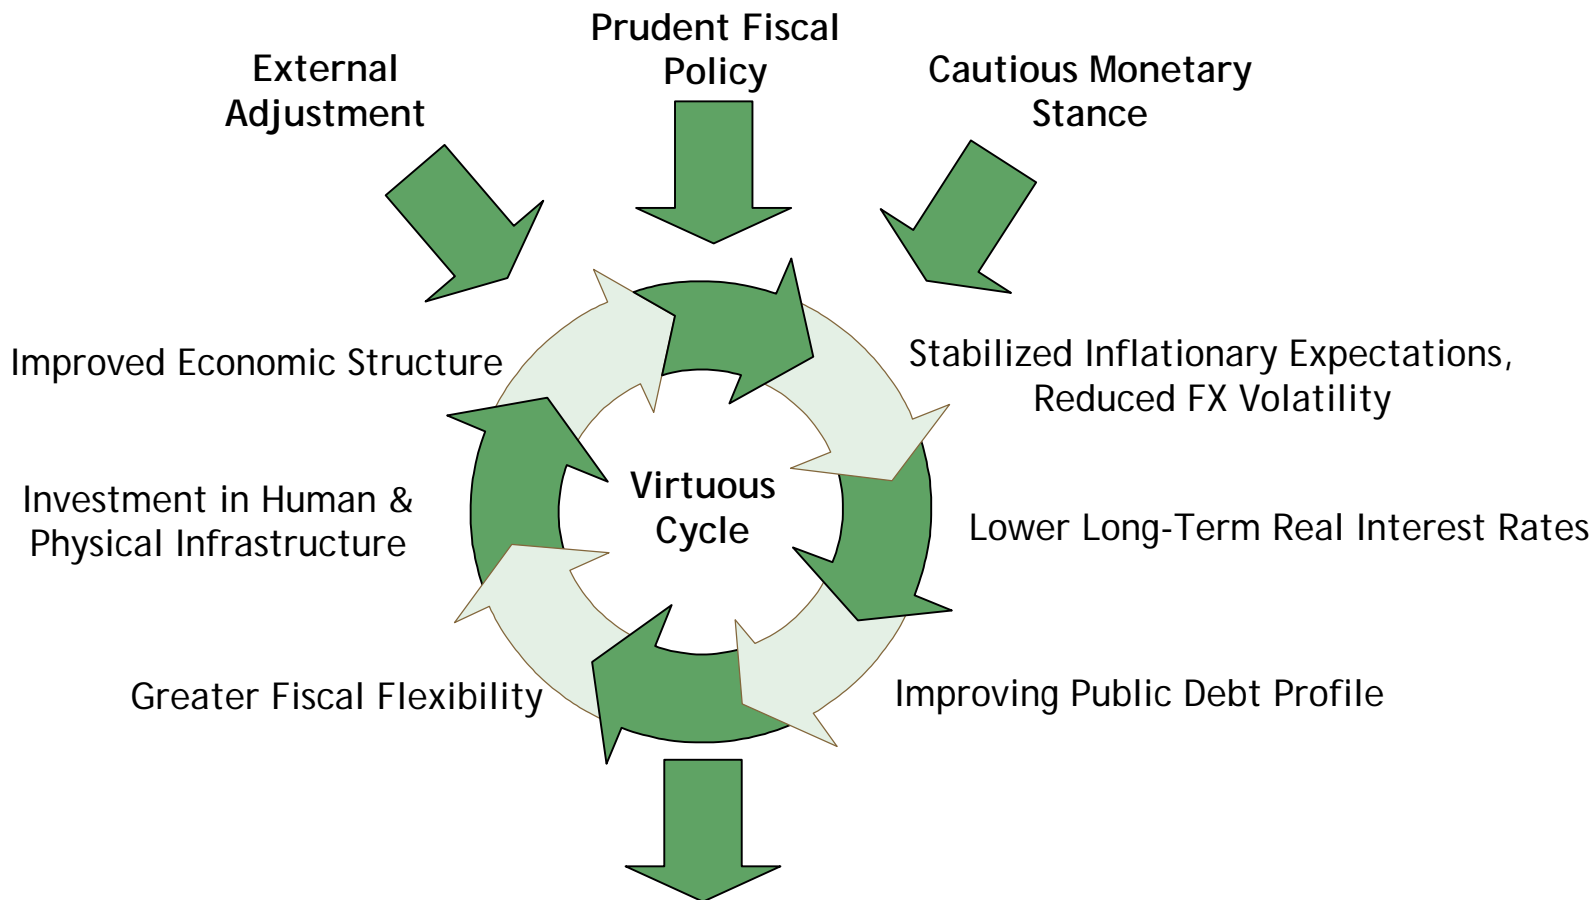 Prudent Fiscal
Policy
External
Adjustment
Cautious Monetary
Stance
Improved Economic Structure
Stabilized Inflationary Expectations,
Reduced FX Volatility
Investment in Human &
Physical Infrastructure
Virtuous
Cycle
Lower Long-Term Real Interest Rates
Greater Fiscal Flexibility
Improving Public Debt Profile